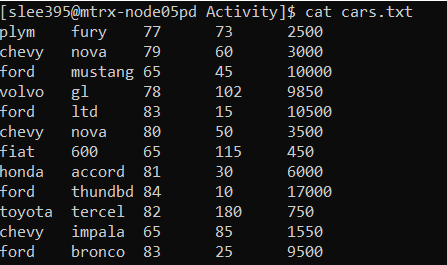 [slee395@mtrx-node05pd Activity]$ cat cars.txt
plym    fury    77      73      2500
chevy   nova    79      60      3000
ford    mustang 65      45      10000
volvo   gl      78      102     9850
ford    ltd     83      15      10500
chevy   nova    80      50      3500
fiat    600     65      115     450
honda   accord  81      30      6000
ford    thundbd 84      10      17000
toyota  tercel  82      180     750
chevy   impala  65      85      1550
ford    bronco  83      25      9500